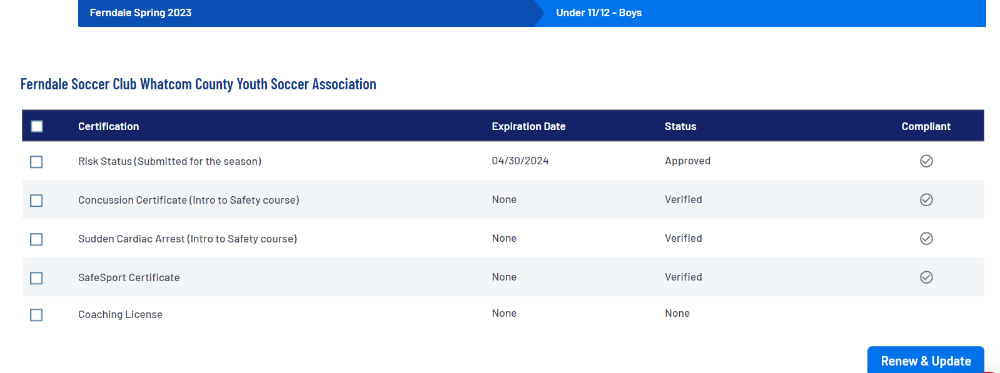 Ferndale Spring 2023 Under 11/12 - Boys
Ferndale Soccer Club Whatcom County Youth Soccer Association
Certification Expiration Date Status Compliant
Risk Status (Submitted for the season) 04/30/2024 Approved
Concussion Certificate (Intro to Safety course) None Verified
Sudden Cardiac Arrest (Intro to Safety course) None Verified
SafeSport Certificate None Verified
Coaching License None None
Renew & Update